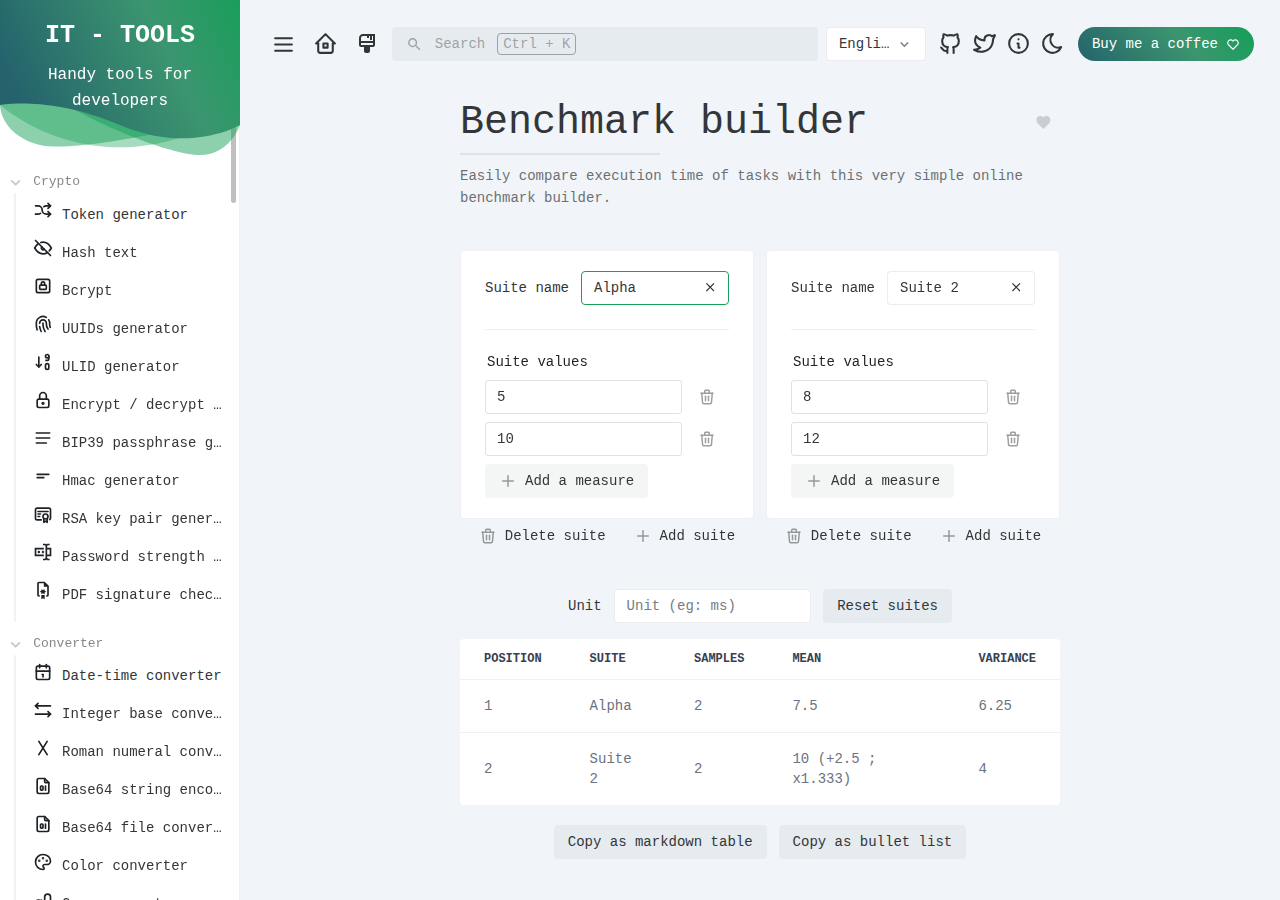 IT - TOOLS
Handy tools for
developers
Crypto
Token generator
Hash text
Bcrypt
UUIDs generator
ULID generator
Encrypt / decrypt …
BIP39 passphrase g…
Hmac generator
RSA key pair gener…
Password strength …
PDF signature chec…
Converter
Date-time converter
Integer base conve…
Roman numeral conv…
Base64 string enco…
Base64 file conver…
Color converter
Search Ctrl + K
Engli…
Buy me a coffee
Benchmark builder
Easily compare execution time of tasks with this very simple online
benchmark builder.
Suite name Alpha
Suite values
5
10
Add a measure
Delete suite Add suite
Suite name Suite 2
Suite values
8
12
Add a measure
Delete suite Add suite
Unit Unit (eg: ms) Reset suites
POSITION SUITE SAMPLES MEAN VARIANCE
1 Alpha 2 7.5 6.25
2 Suite 2 2 10 (+2.5 ; x1.333) 4
Copy as markdown table Copy as bullet list